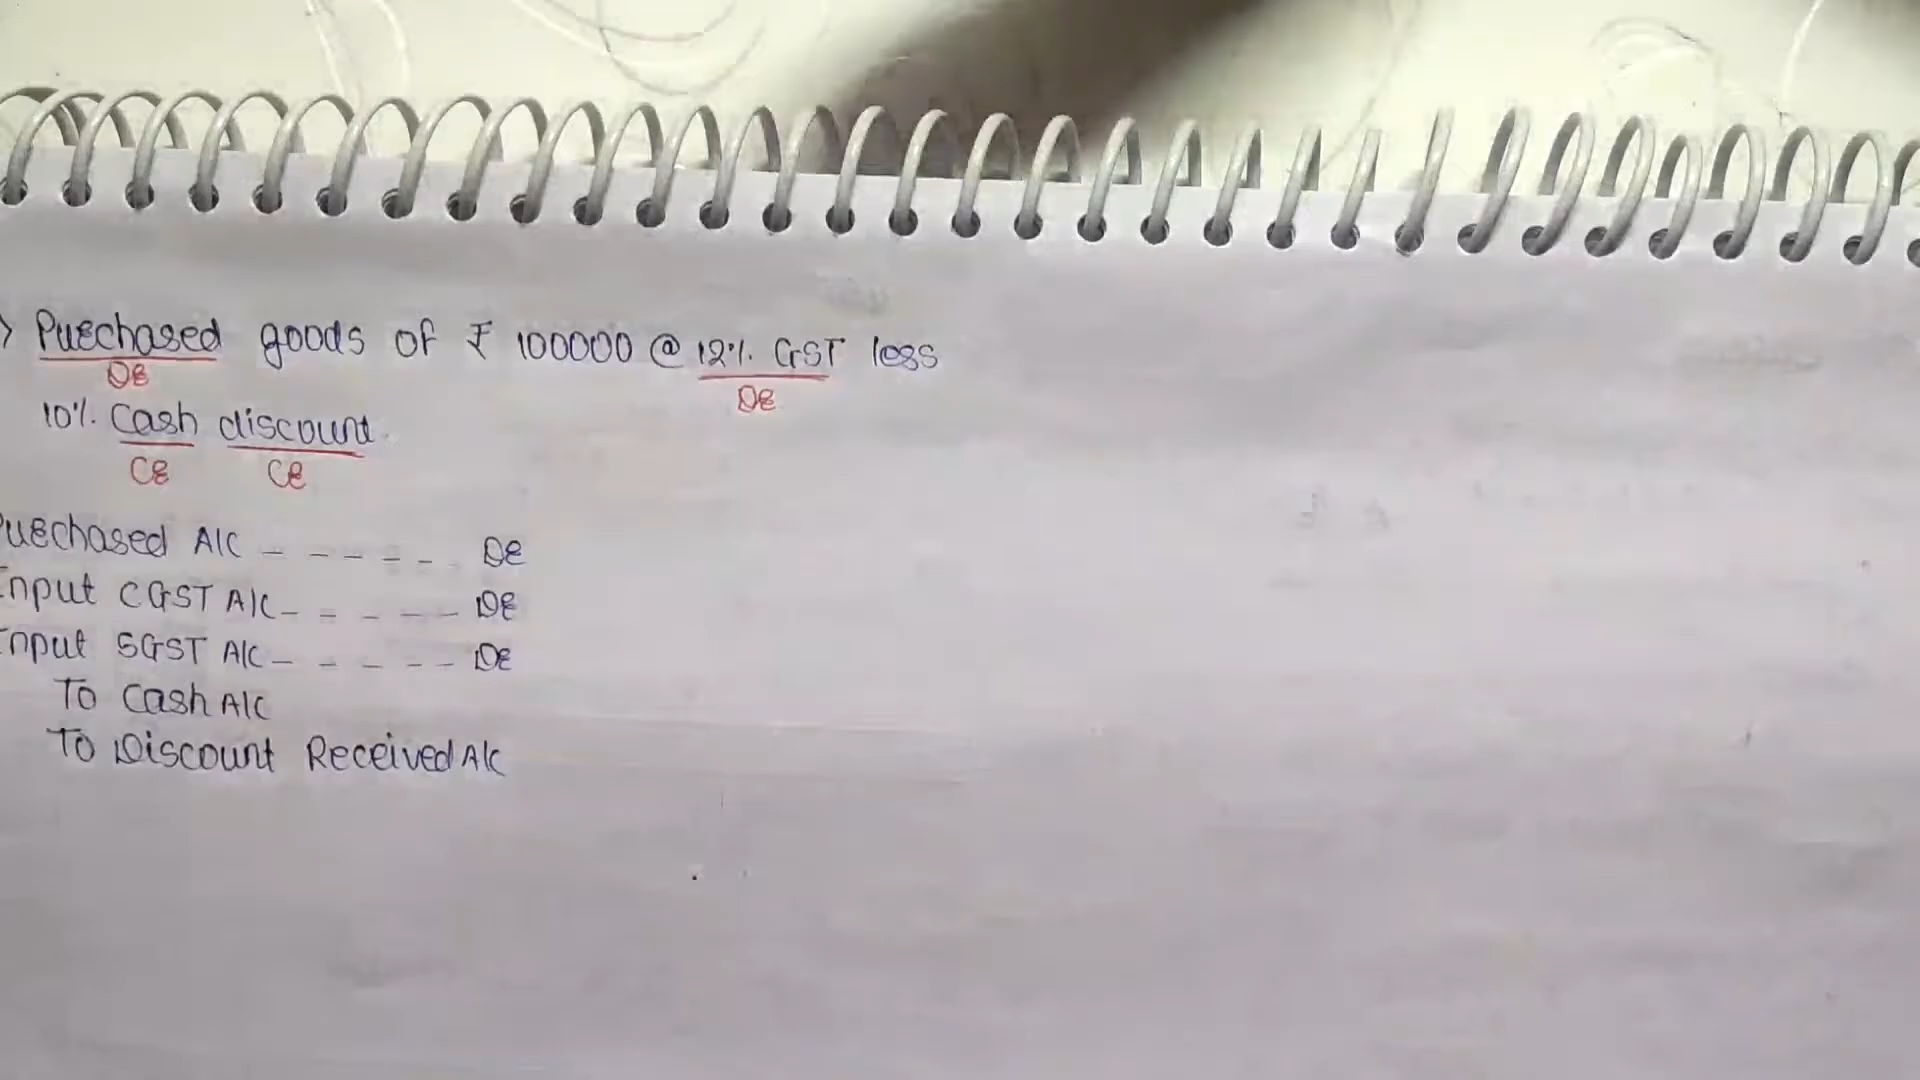 Purchased goods of ₹ 100000 @ 12%. GST less
Dr
Dr
10%. Cash discount.
Cr Cr
Purchased A/C - - - - - - Dr
Input CGST A/C - - - - - Dr
Input SGST A/C - - - - - Dr
To Cash A/C
To Discount Received A/C